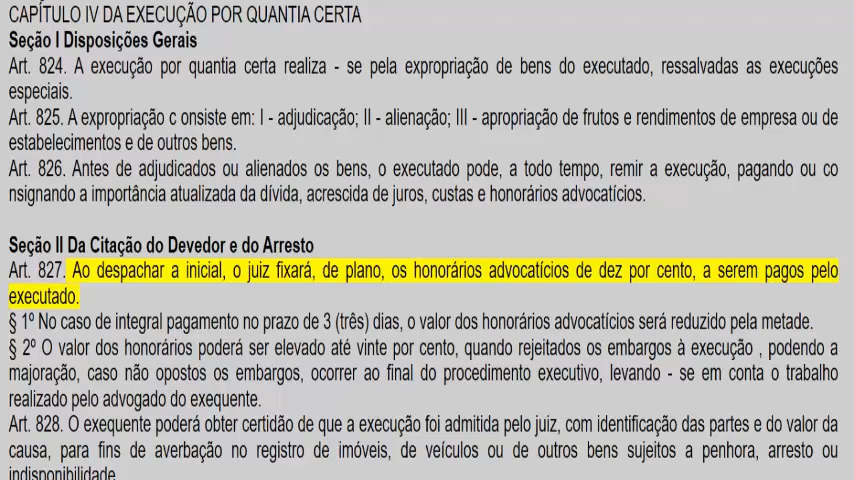 CAPÍTULO IV DA EXECUÇÃO POR QUANTIA CERTA
Seção I Disposições Gerais
Art. 824. A execução por quantia certa realiza - se pela expropriação de bens do executado, ressalvadas as execuções
especiais.
Art. 825. A expropriação c onsiste em: I - adjudicação; II - alienação; III - apropriação de frutos e rendimentos de empresa ou de
estabelecimentos e de outros bens.
Art. 826. Antes de adjudicados ou alienados os bens, o executado pode, a todo tempo, remir a execução, pagando ou co
nsignando a importância atualizada da dívida, acrescida de juros, custas e honorários advocatícios.
Seção II Da Citação do Devedor e do Arresto
Art. 827. Ao despachar a inicial, o juiz fixará, de plano, os honorários advocatícios de dez por cento, a serem pagos pelo
executado.
§ 1º No caso de integral pagamento no prazo de 3 (três) dias, o valor dos honorários advocatícios será reduzido pela metade.
§ 2º O valor dos honorários poderá ser elevado até vinte por cento, quando rejeitados os embargos à execução , podendo a
majoração, caso não opostos os embargos, ocorrer ao final do procedimento executivo, levando - se em conta o trabalho
realizado pelo advogado do exequente.
Art. 828. O exequente poderá obter certidão de que a execução foi admitida pelo juiz, com identificação das partes e do valor da
causa, para fins de averbação no registro de imóveis, de veículos ou de outros bens sujeitos a penhora, arresto ou
indisponibilidade.